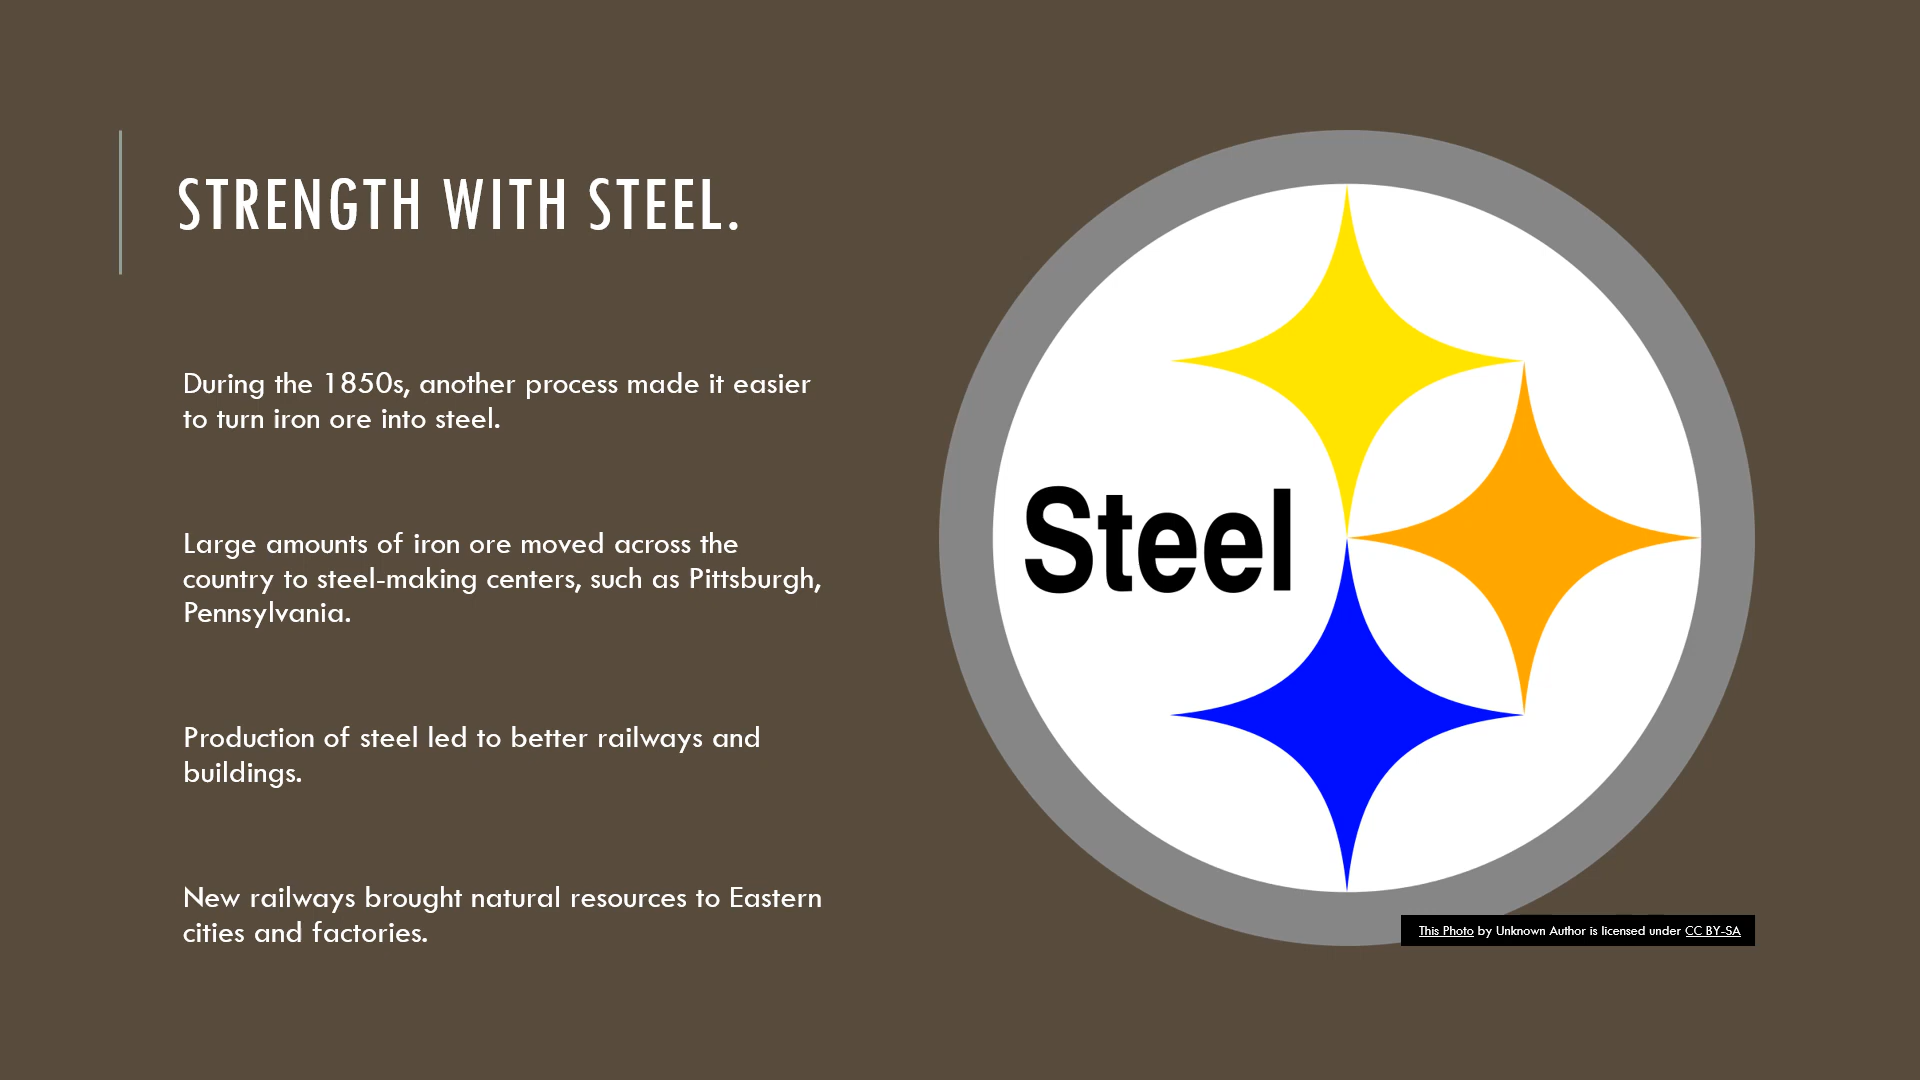 STRENGTH WITH STEEL.
During the 1850s, another process made it easier
to turn iron ore into steel.
Large amounts of iron ore moved across the
country to steel-making centers, such as Pittsburgh,
Pennsylvania.
Production of steel led to better railways and
buildings.
New railways brought natural resources to Eastern
cities and factories.
Steel
This Photo by Unknown Author is licensed under CC BY-SA